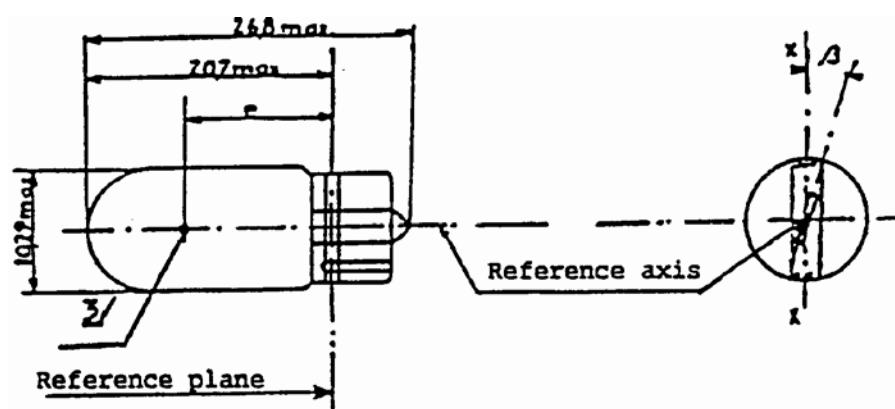 26.8 max.
20.7 max
e
10.29 max
x
β
Reference axis
3/
x
Reference plane